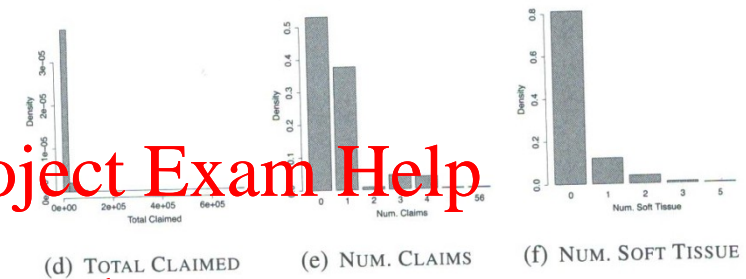 Density
3e-05
2e-05
1e-05
0e+00 2e+05 4e+05 6e+05
Total Claimed
Density
0.5
0.4
0.3
0.2
0.1
0 1 2 3 4 56
Num. Claims
Density
0.8
0.6
0.4
0.2
0.0
0 1 2 3 5
Num. Soft Tissue
oject Exam Help
(d) TOTAL CLAIMED
(e) NUM. CLAIMS
(f) NUM. SOFT TISSUE